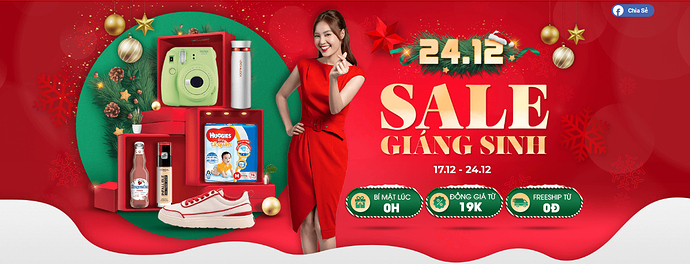 Chia Sẻ
24.12
SALE
GIÁNG SINH
17.12 - 24.12
BÍ MẬT LÚC
0H
ĐỒNG GIÁ TỪ
19K
FREESHIP TỪ
0Đ
HUGGIES